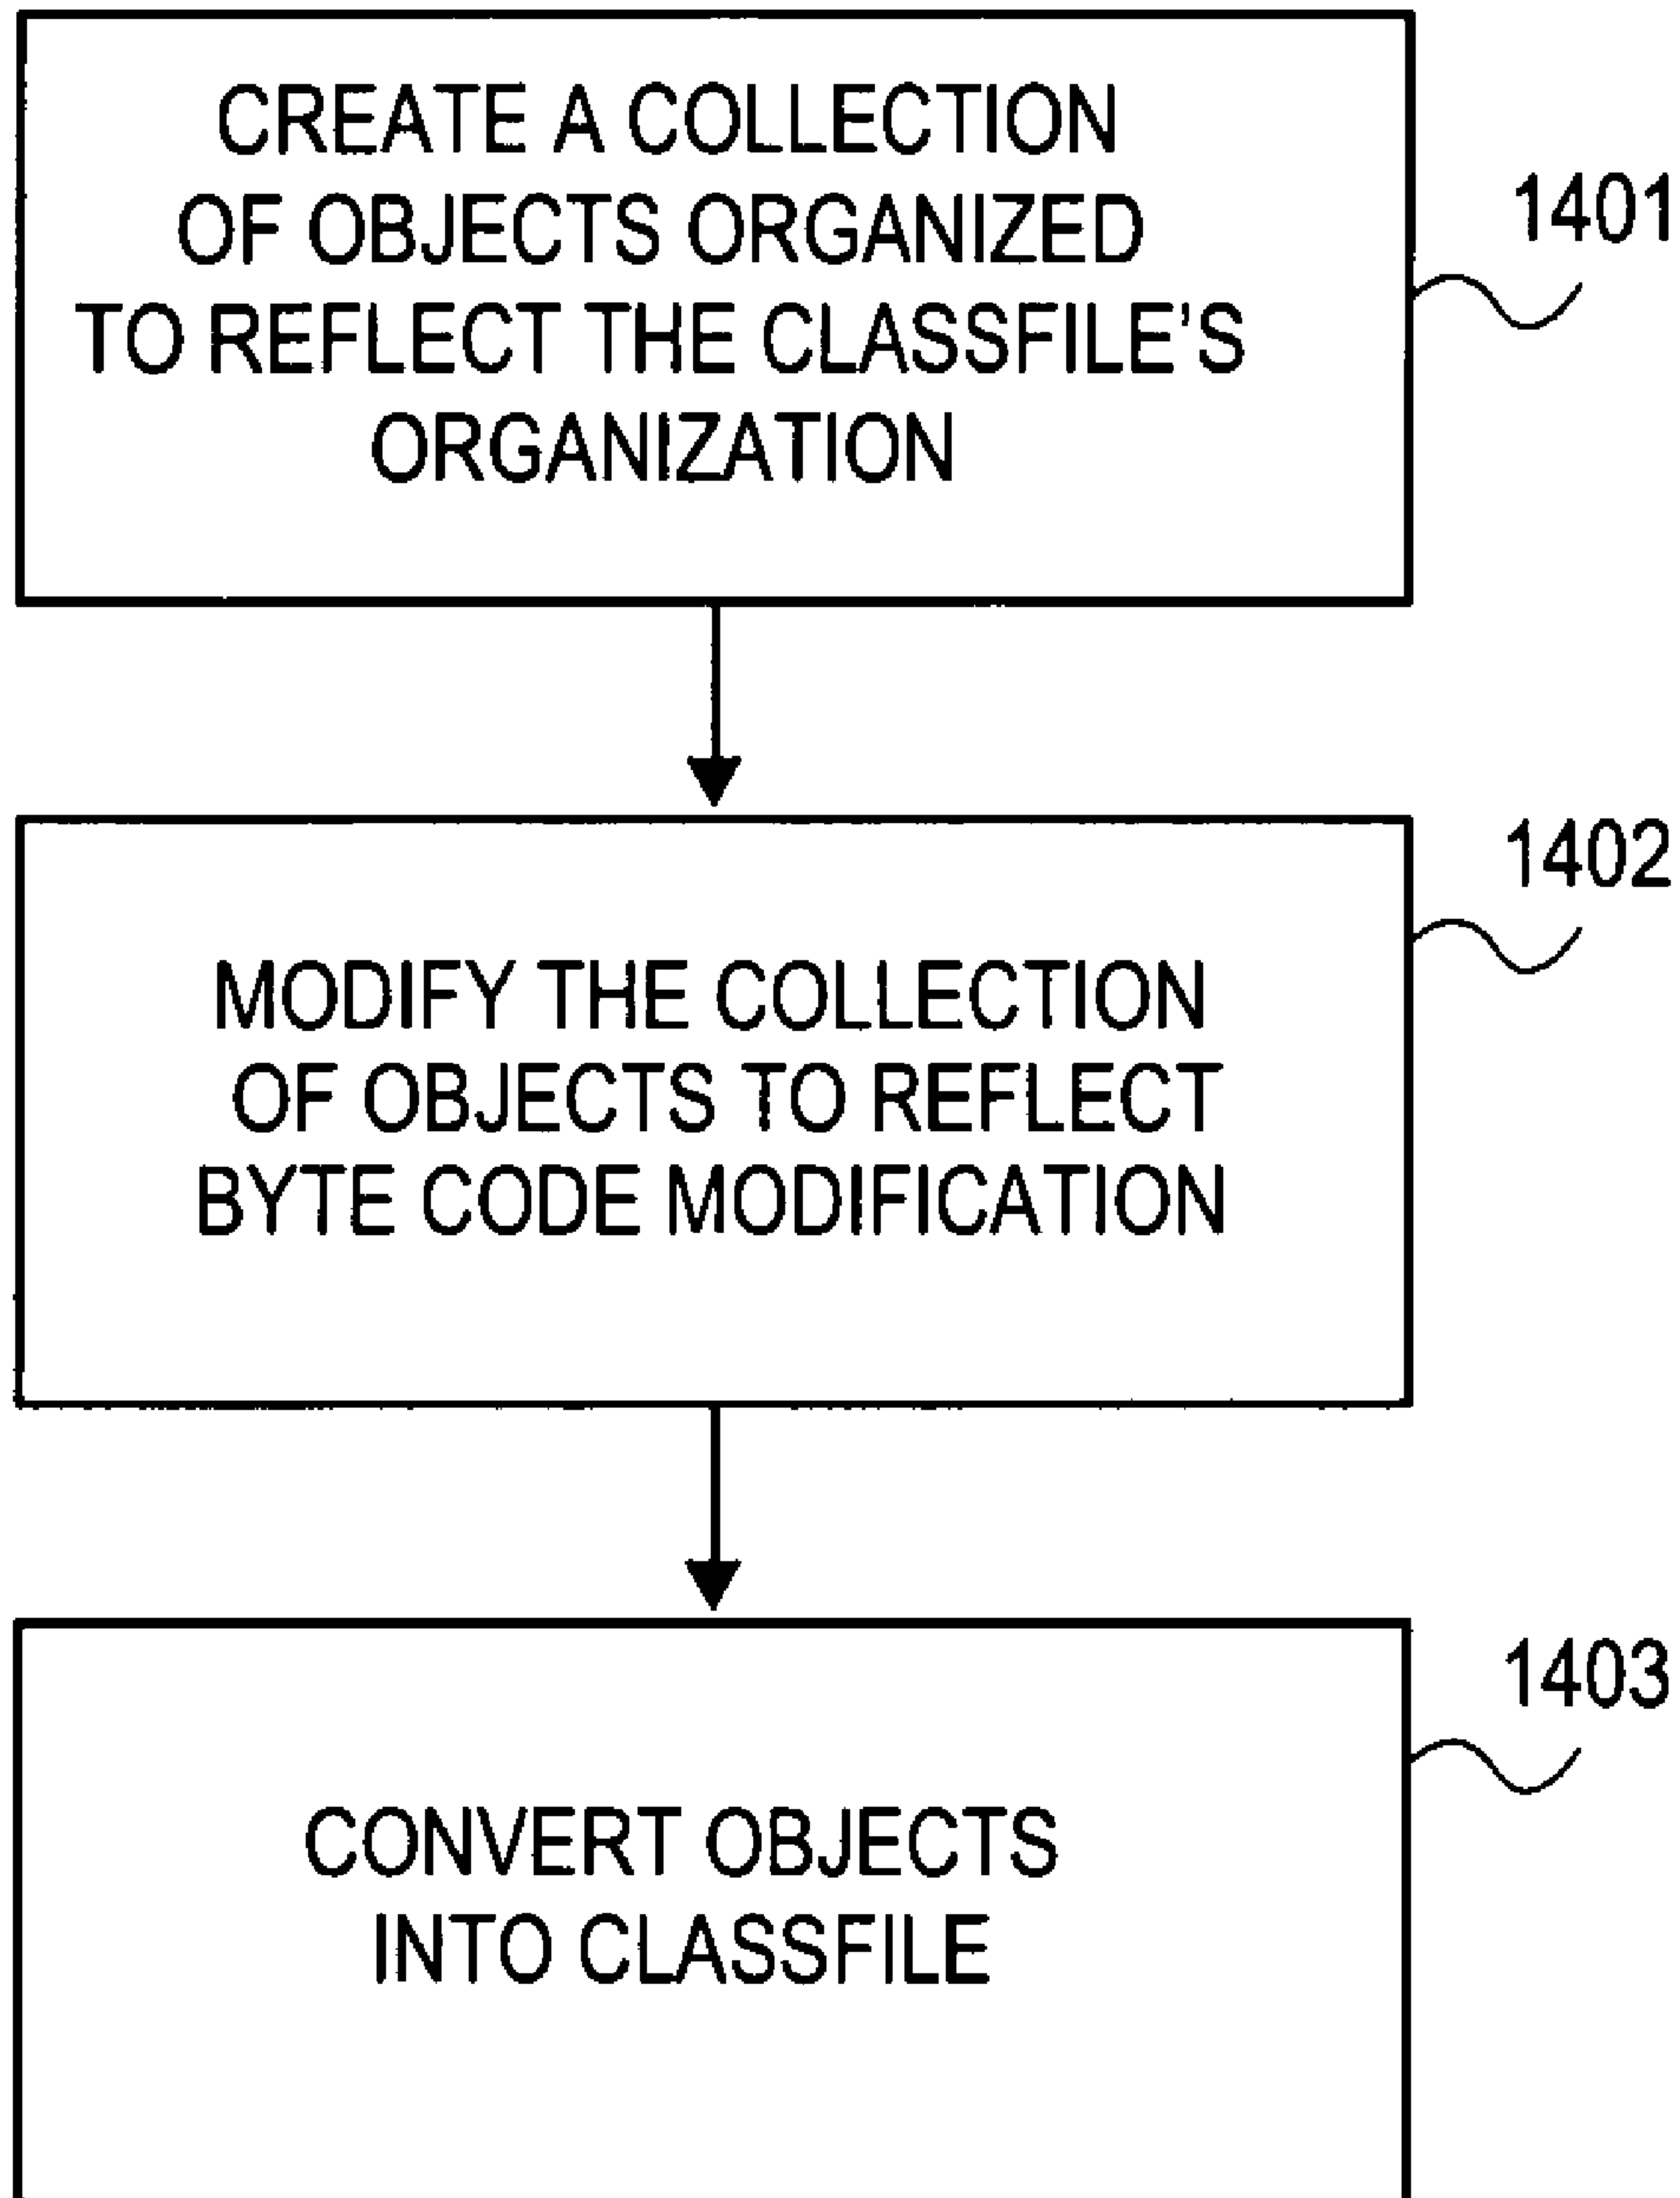 CREATE A COLLECTION
OF OBJECTS ORGANIZED
TO REFLECT THE CLASSFILE'S
ORGANIZATION
1401
MODIFY THE COLLECTION
OF OBJECTS TO REFLECT
BYTE CODE MODIFICATION
1402
CONVERT OBJECTS
INTO CLASSFILE
1403